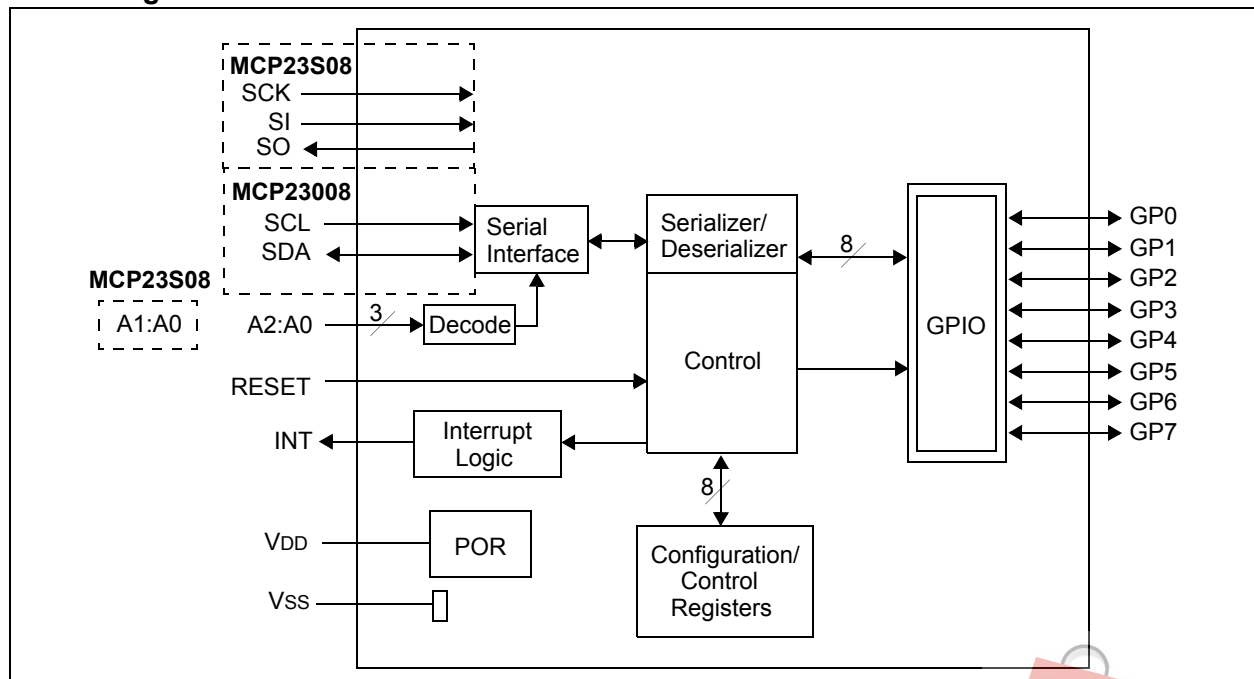 MCP23S08
SCK
SI
SO
MCP23008
SCL
SDA
MCP23S08
A1:A0
A2:A0
3
Decode
Serial
Interface
Serializer/
Deserializer
8
Control
GPIO
GP0
GP1
GP2
GP3
GP4
GP5
GP6
GP7
RESET
INT
Interrupt
Logic
8
VDD
POR
Configuration/
Control
Registers
VSS